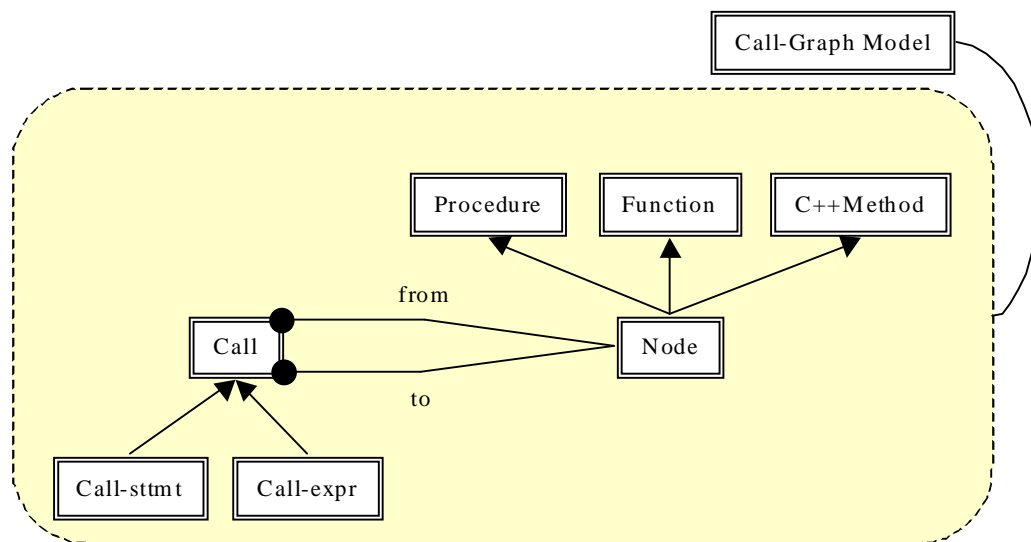 Call-Graph Model
Procedure
Function
C++Method
from
Call
Node
to
Call-sttmt
Call-expr